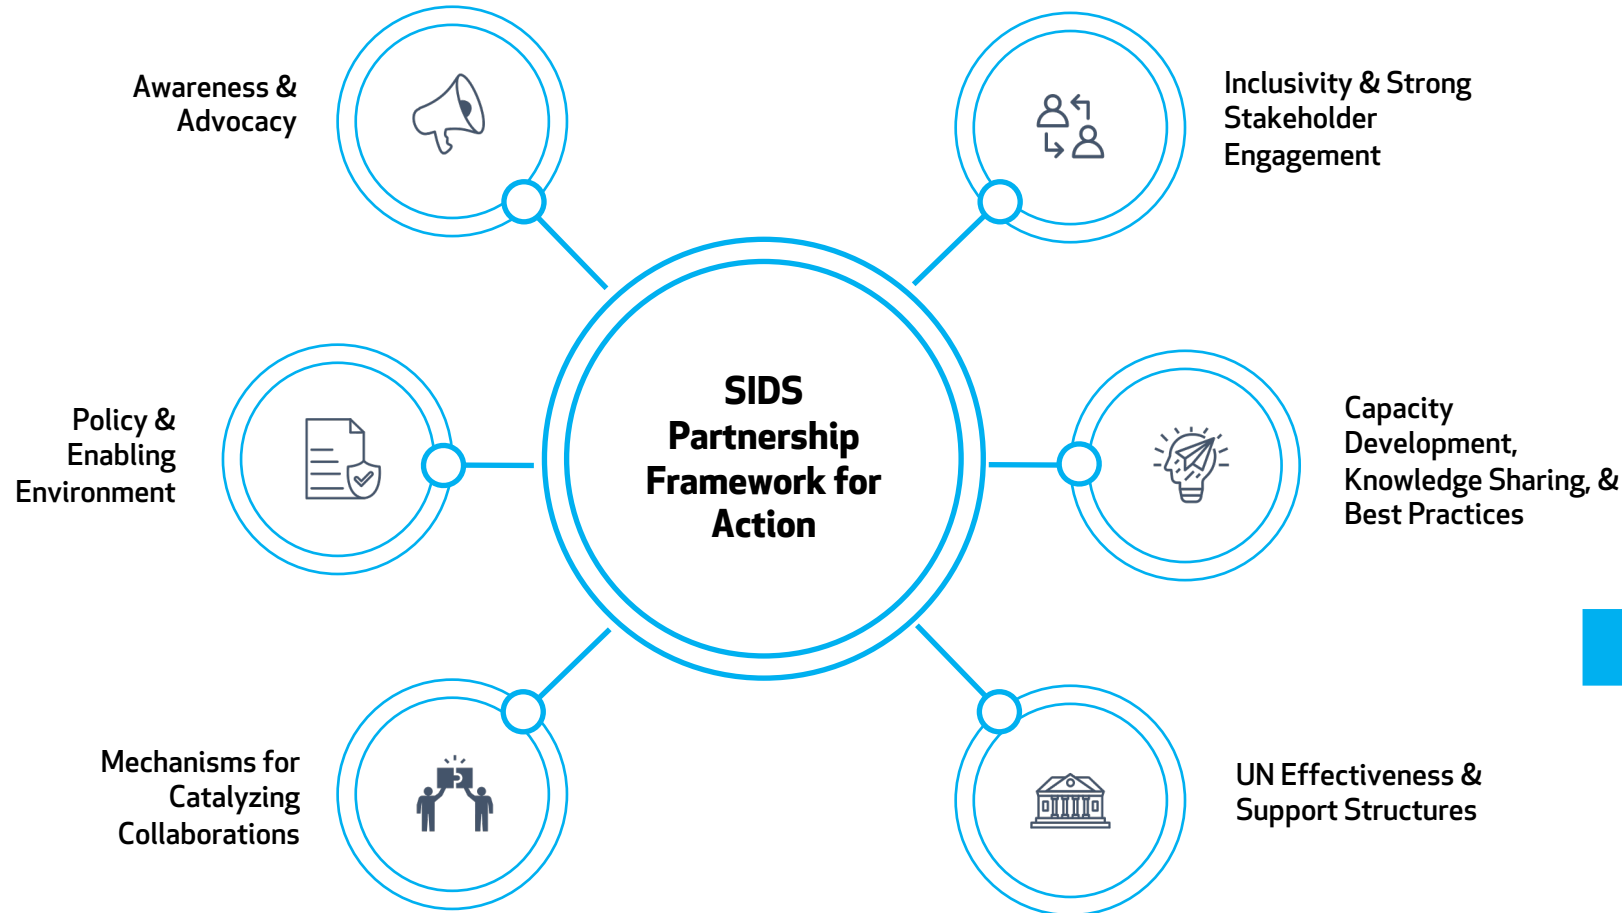 Awareness &
Advocacy
Inclusivity & Strong
Stakeholder
Engagement
Policy &
Enabling
Environment
SIDS
Partnership
Framework for
Action
Capacity
Development,
Knowledge Sharing, &
Best Practices
Mechanisms for
Catalyzing
Collaborations
UN Effectiveness &
Support Structures